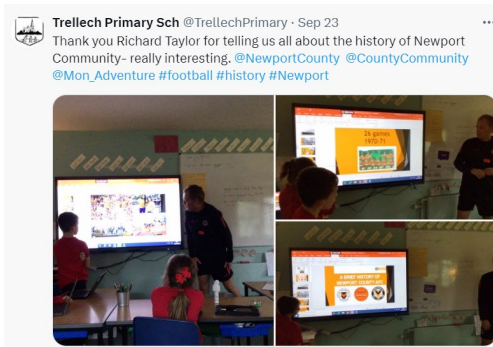 Trellech Primary Sch @TrellechPrimary · Sep 23
Thank you Richard Taylor for telling us all about the history of Newport
Community- really interesting. @NewportCounty @CountyCommunity
@Mon_Adventure #football #history #Newport
26 games
1970-71
A BRIEF HISTORY OF
NEWPORT COUNTY AFC